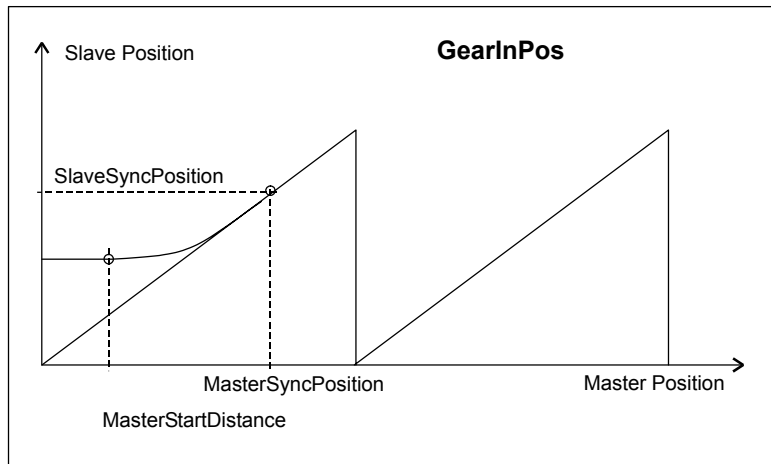 GearInPos
Slave Position
SlaveSyncPosition
MasterSyncPosition
Master Position
MasterStartDistance